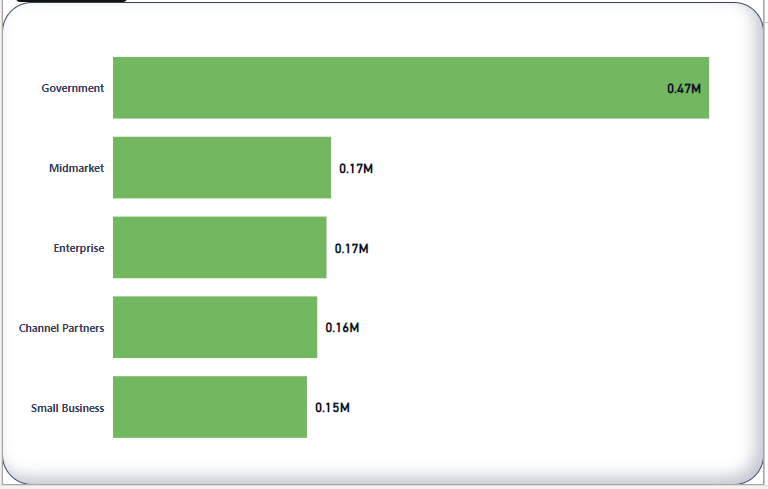 Government 0.47M
Midmarket 0.17M
Enterprise 0.17M
Channel Partners 0.16M
Small Business 0.15M